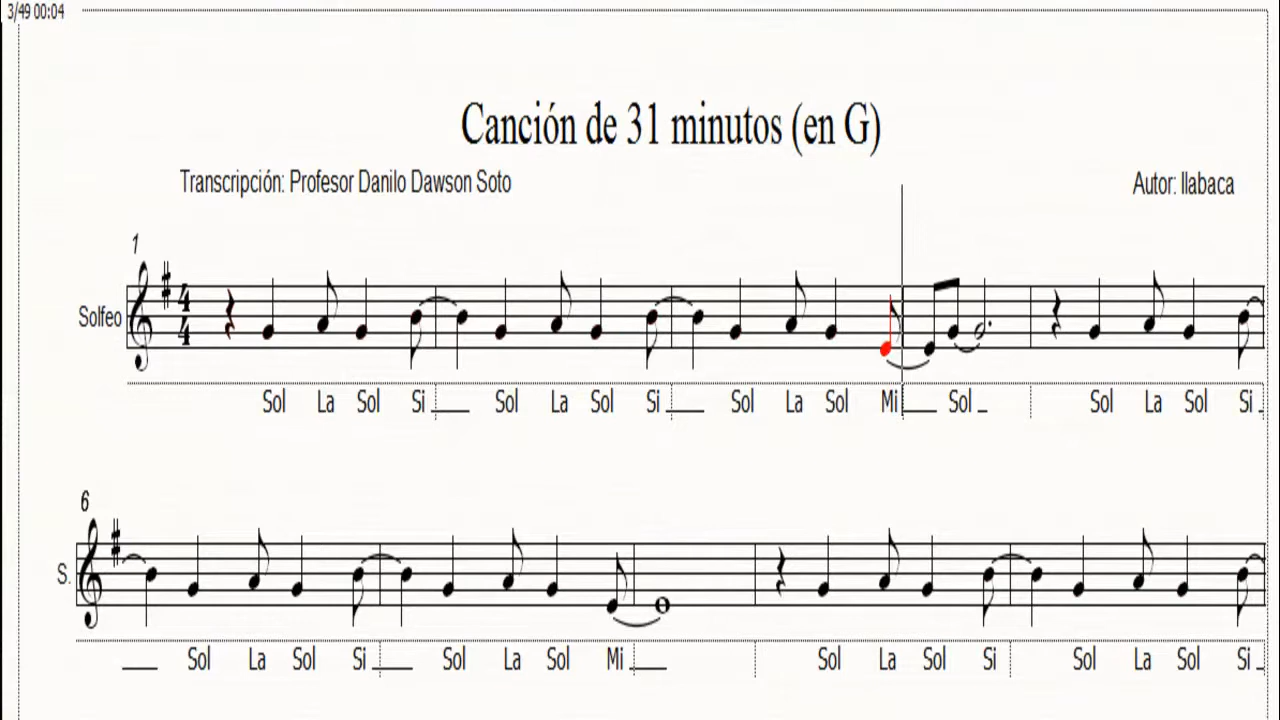 3/49 00:04
Canción de 31 minutos (en G)
Transcripción: Profesor Danilo Dawson Soto
Autor: Ilabaca
1
Solfeo
4
4
Sol La Sol Si Sol La Sol Si Sol La Sol Mi Sol Sol La Sol Si
6
S.
Sol La Sol Si Sol La Sol Mi Sol La Sol Si Sol La Sol Si